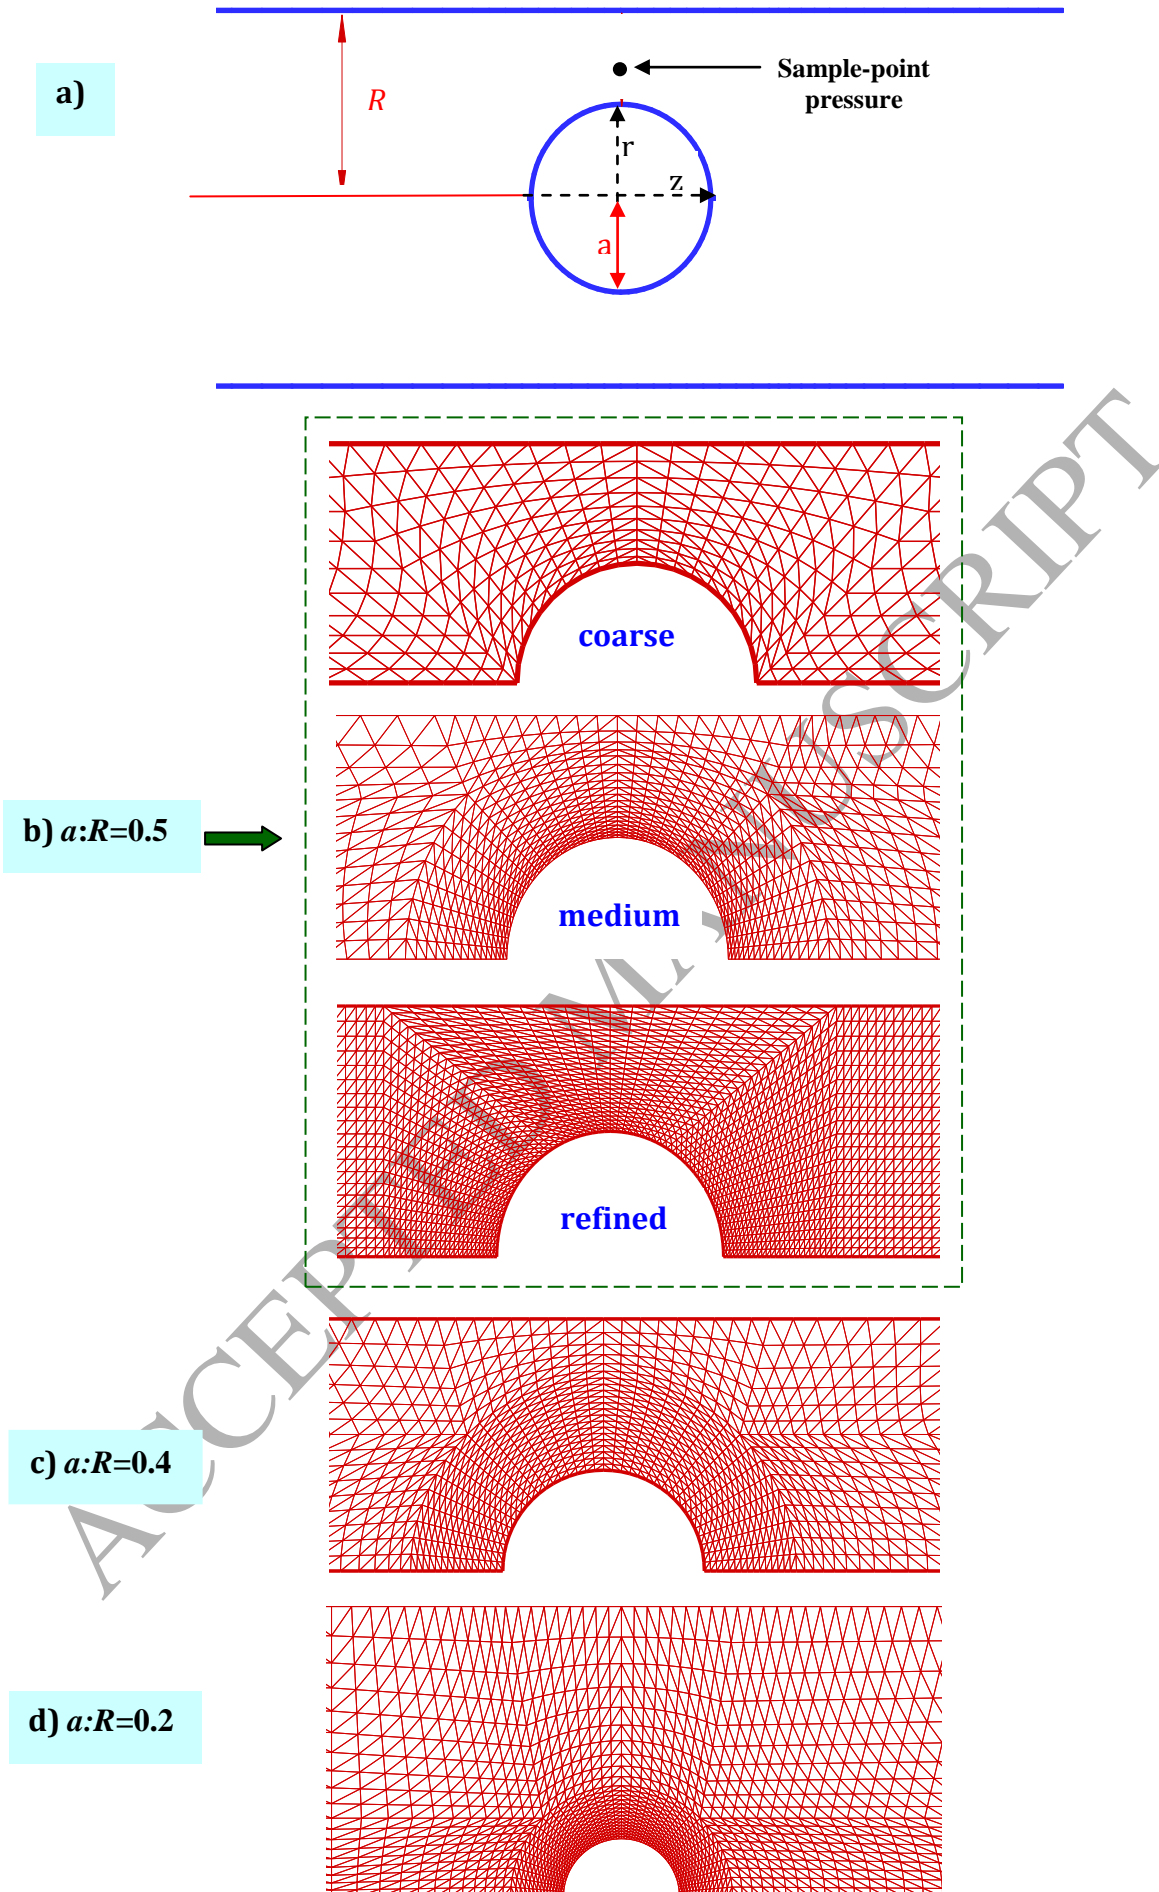 a)
R
Sample-point
pressure
r
z
a
coarse
b) a:R=0.5
medium
refined
c) a:R=0.4
d) a:R=0.2
ACCEPTED MANUSCRIPT